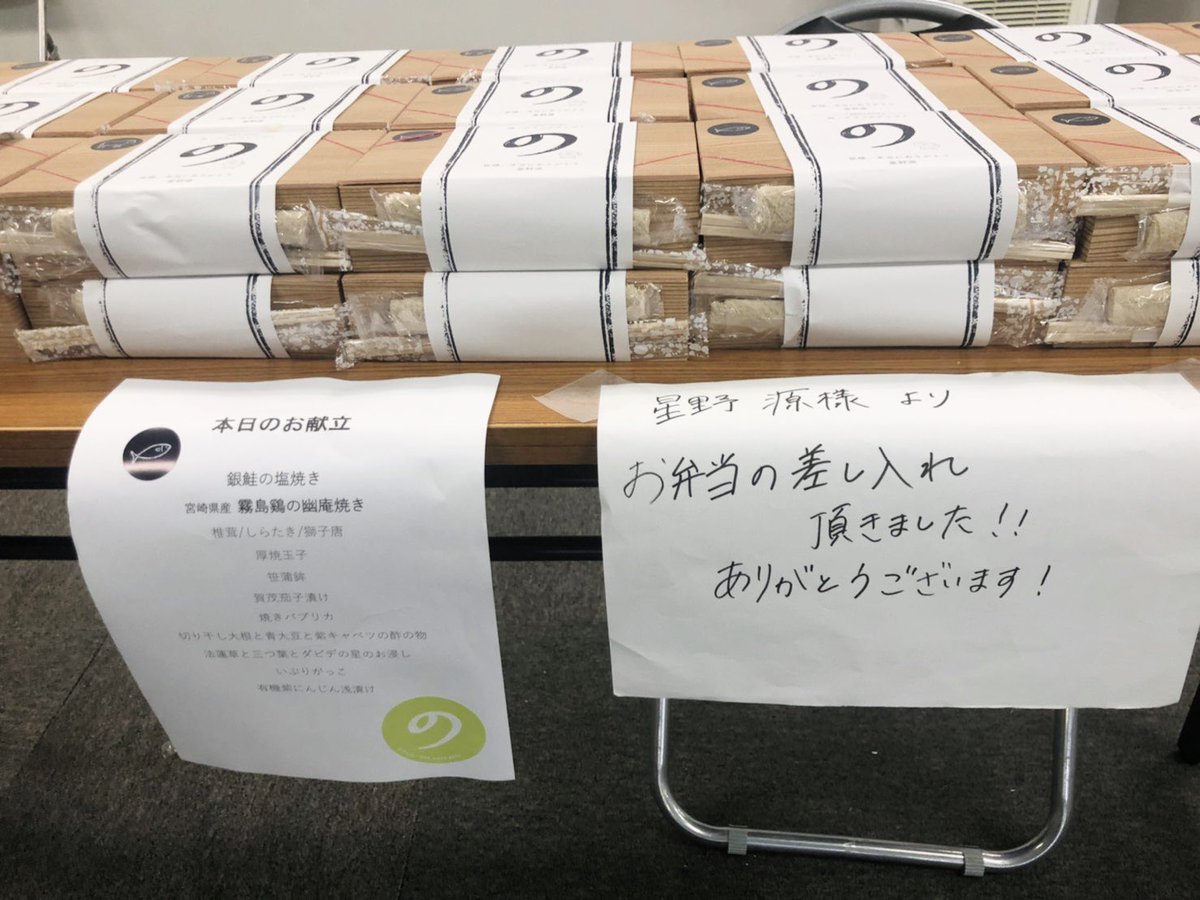 の
の
の
の
の
の
の
の
の
の
の
の
本日のお献立
銀鮭の塩焼き
宮崎県産 霧島鶏の幽庵焼き
椎茸/しらたき/獅子唐
厚焼玉子
笹蒲鉾
賀茂茄子漬け
焼きパプリカ
切り干し大根と青大豆と紫キャベツの酢の物
法蓮草と三つ葉とダビデの星のお浸し
いぶりがっこ
有機紫にんじん浅漬け
の
星野 源様 より
お弁当の差し入れ
頂きました!!
ありがとうございます!